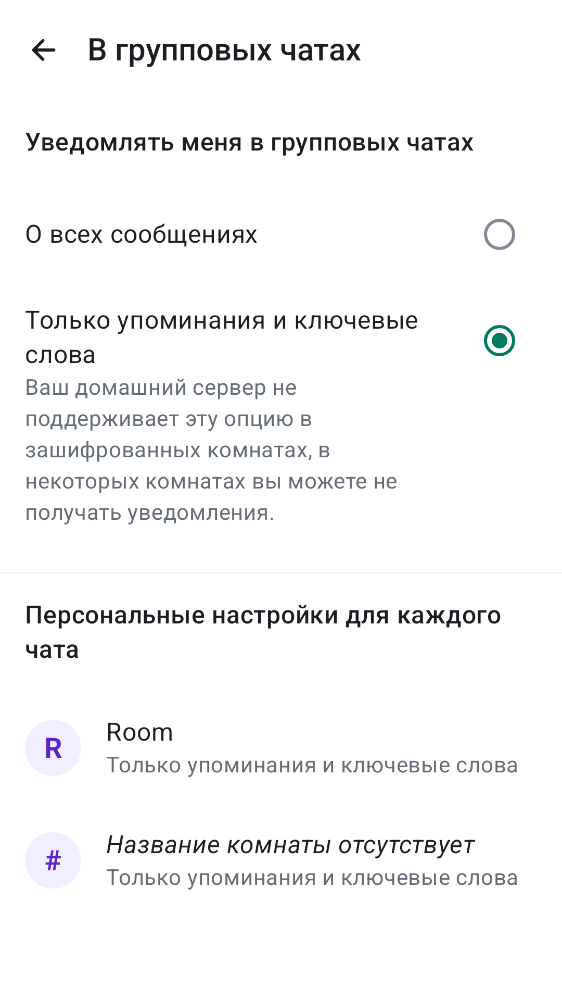 В групповых чатах
Уведомлять меня в групповых чатах
О всех сообщениях
Только упоминания и ключевые
слова
Ваш домашний сервер не
поддерживает эту опцию в
зашифрованных комнатах, в
некоторых комнатах вы можете не
получать уведомления.
Персональные настройки для каждого
чата
R
Room
Только упоминания и ключевые слова
#
Название комнаты отсутствует
Только упоминания и ключевые слова